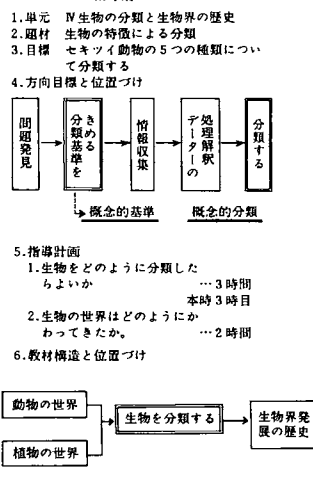 1.単元 Ⅳ生物の分類と生物界の歴史
2.題材 生物の特徴による分類
3.目標 セキツイ動物の5つの種類につい
て分類する
4.方向目標と位置づけ
問題発見
きめる
分類基準を
情報収集
処理解釈
データーの
分類する
概念的基準
概念的分類
5.指導計画
1.生物をどのように分類した
らよいか …3時間
本時3時目
2.生物の世界はどのようにか
わってきたか。 …2時間
6.教材構造と位置づけ
動物の世界
植物の世界
生物を分類する
生物界発
展の歴史